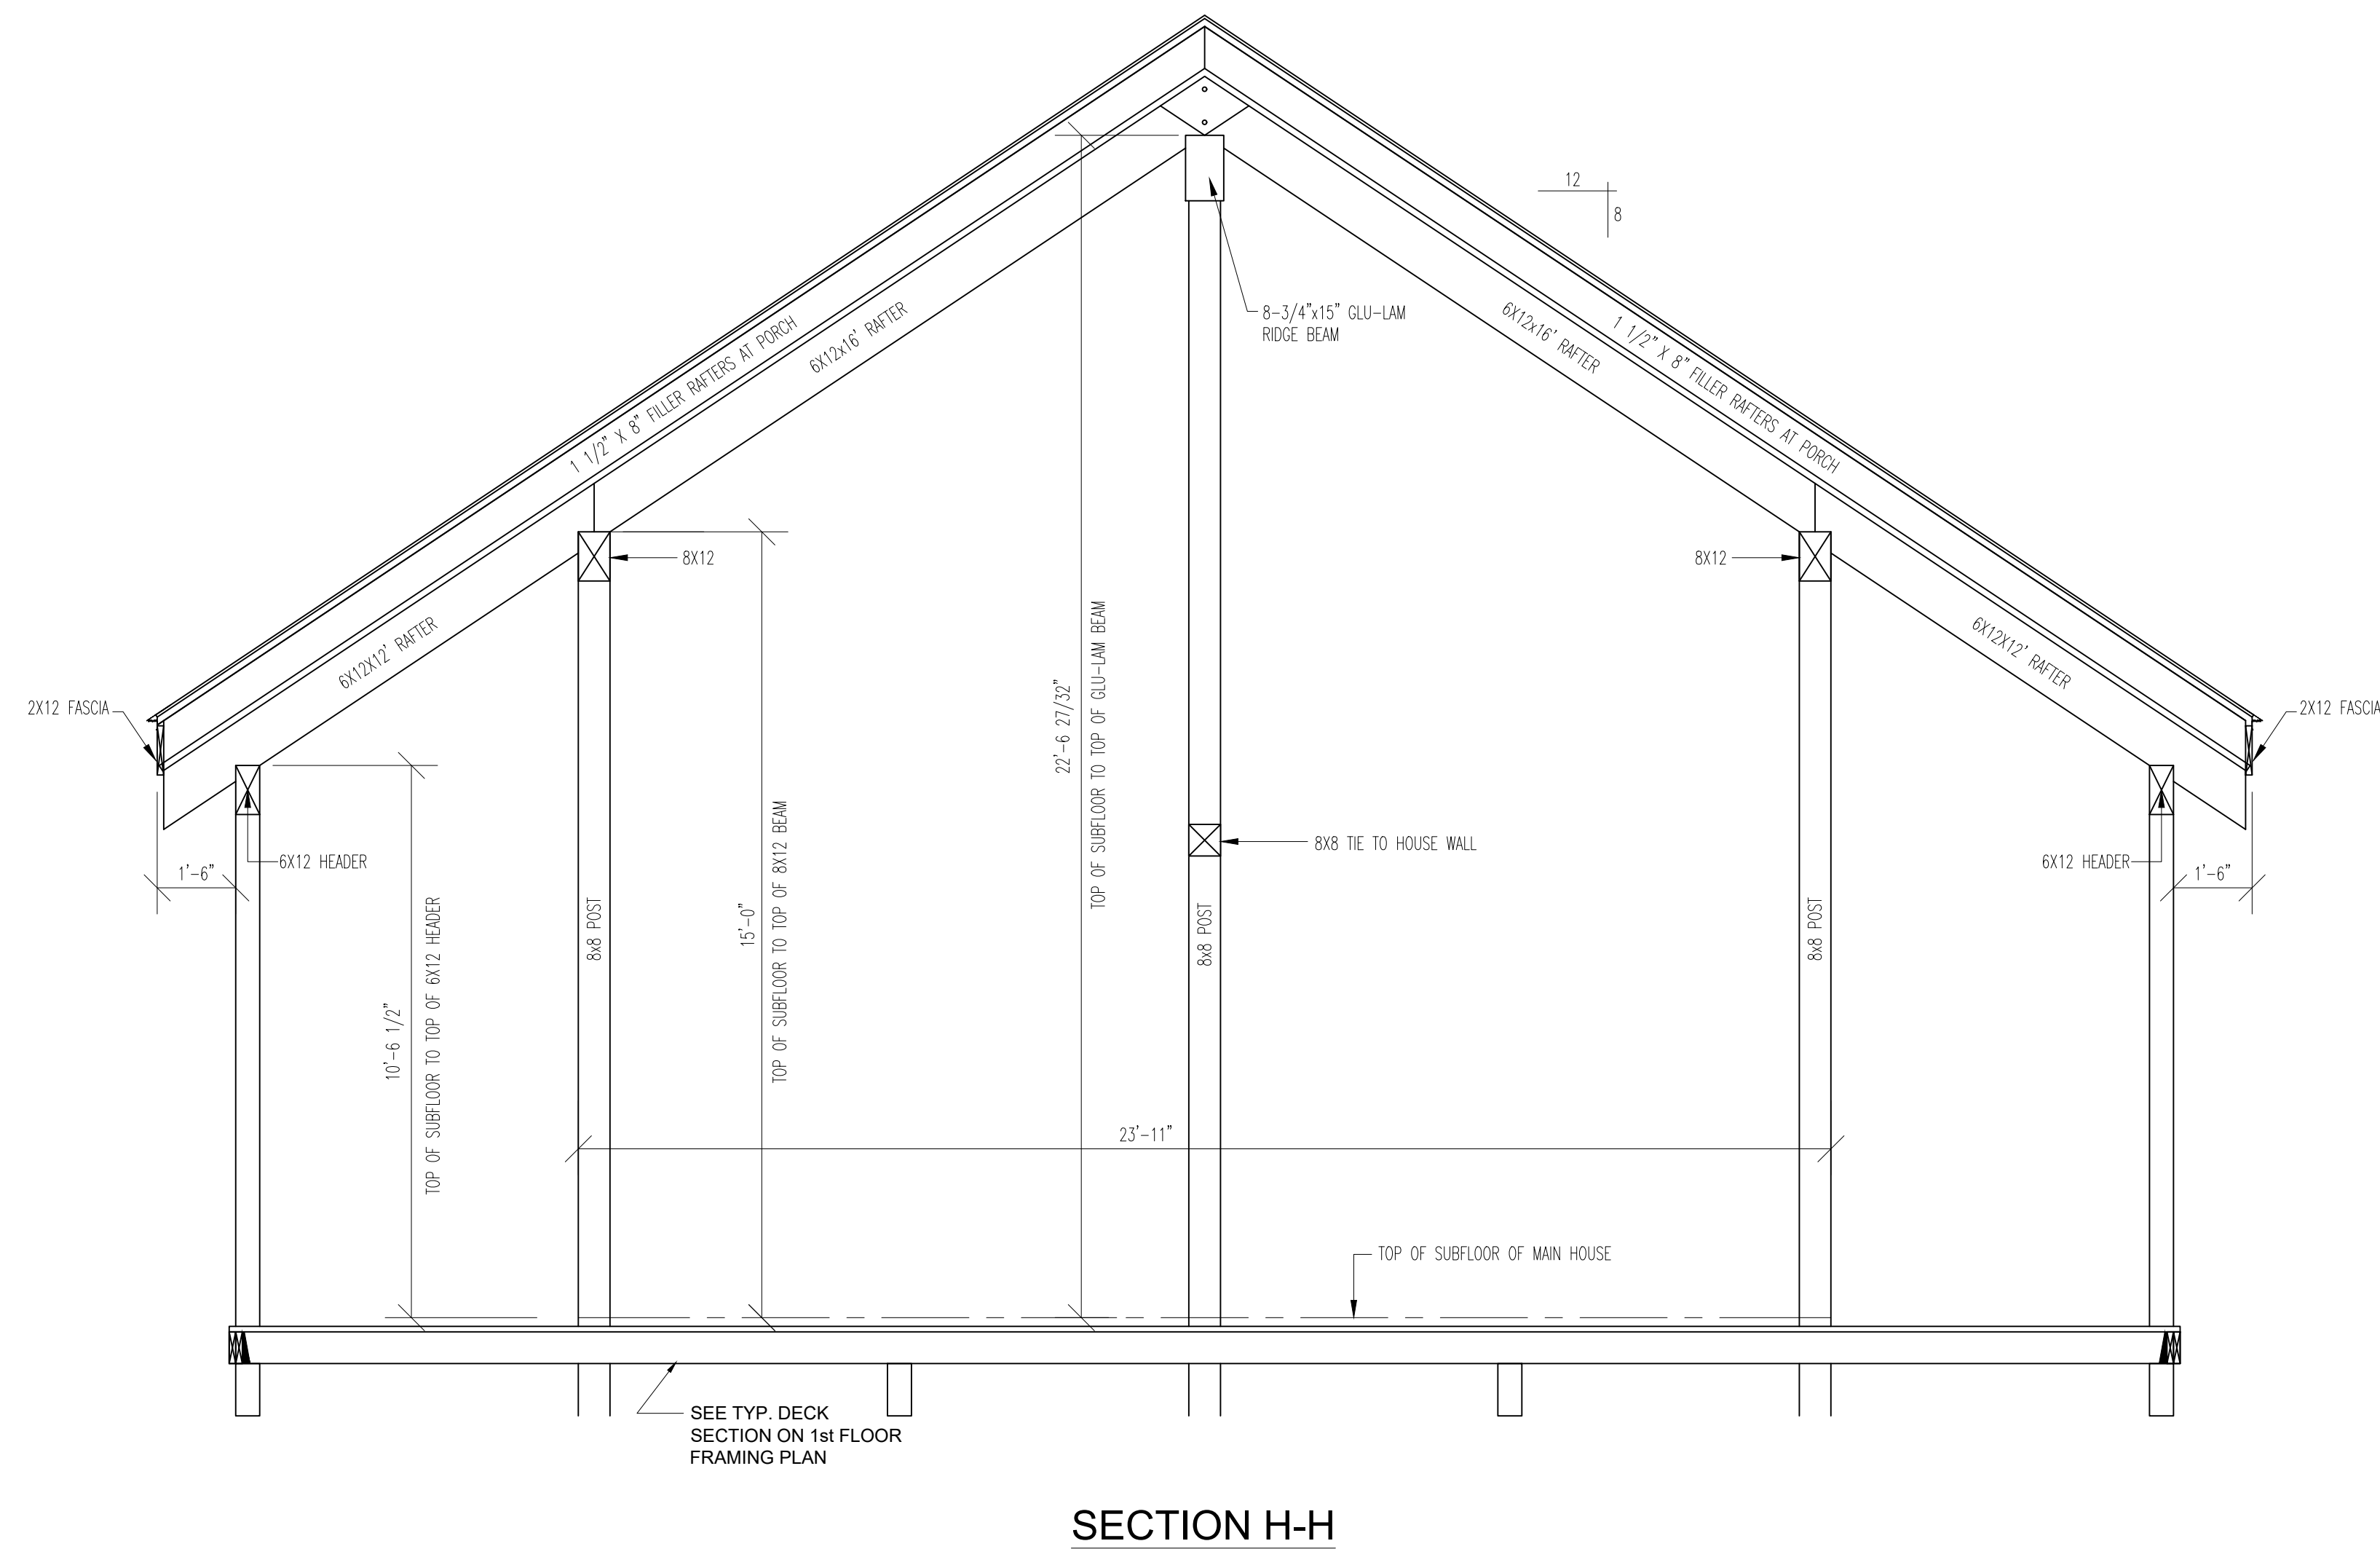 12
8
8-3/4"x15" GLU-LAM
RIDGE BEAM
1 1/2" X 8" FILLER RAFTERS AT PORCH
6X12x16' RAFTER
6X12x16' RAFTER
1 1/2" X 8" FILLER RAFTERS AT PORCH
8X12
8X12
6X12X12' RAFTER
6X12X12' RAFTER
2X12 FASCIA
2X12 FASCIA
22'-6 27/32"
TOP OF SUBFLOOR TO TOP OF GLU-LAM BEAM
15'-0"
TOP OF SUBFLOOR TO TOP OF 8X12 BEAM
10'-6 1/2"
TOP OF SUBFLOOR TO TOP OF 6X12 HEADER
8X8 TIE TO HOUSE WALL
6X12 HEADER
6X12 HEADER
1'-6"
1'-6"
8x8 POST
8x8 POST
8x8 POST
23'-11"
TOP OF SUBFLOOR OF MAIN HOUSE
SEE TYP. DECK
SECTION ON 1st FLOOR
FRAMING PLAN
SECTION H-H